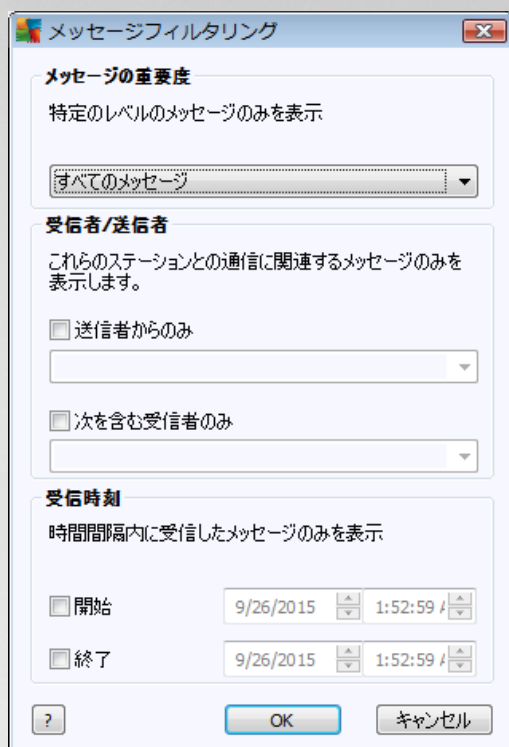 メッセージフィルタリング
メッセージの重要度
特定のレベルのメッセージのみを表示
すべてのメッセージ
受信者/送信者
これらのステーションとの通信に関連するメッセージのみを
表示します。
送信者からのみ
次を含む受信者のみ
受信時刻
時間間隔内に受信したメッセージのみを表示
開始 9/26/2015 1:52:59
終了 9/26/2015 1:52:59
? OK キャンセル